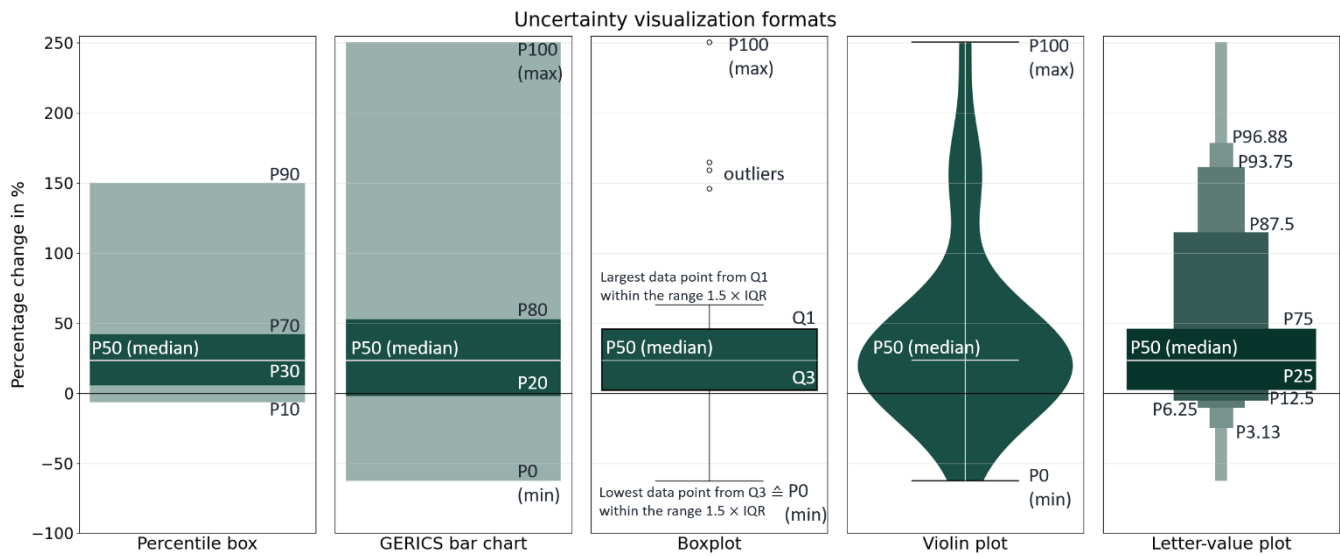 Uncertainty visualization formats
Percentage change in %
250
200
150
100
50
0
−50
−100
P90
P70
P50 (median)
P30
P10
Percentile box
P100
(max)
P80
P50 (median)
P20
P0
(min)
GERICS bar chart
P100
(max)
outliers
Largest data point from Q1
within the range 1.5 × IQR
Q1
P50 (median)
Q3
Lowest data point from Q3 ≙ P0
within the range 1.5 × IQR (min)
Boxplot
P100
(max)
P50 (median)
P0
(min)
Violin plot
P96.88
P93.75
P87.5
P75
P50 (median)
P25
P12.5
P6.25
P3.13
Letter-value plot